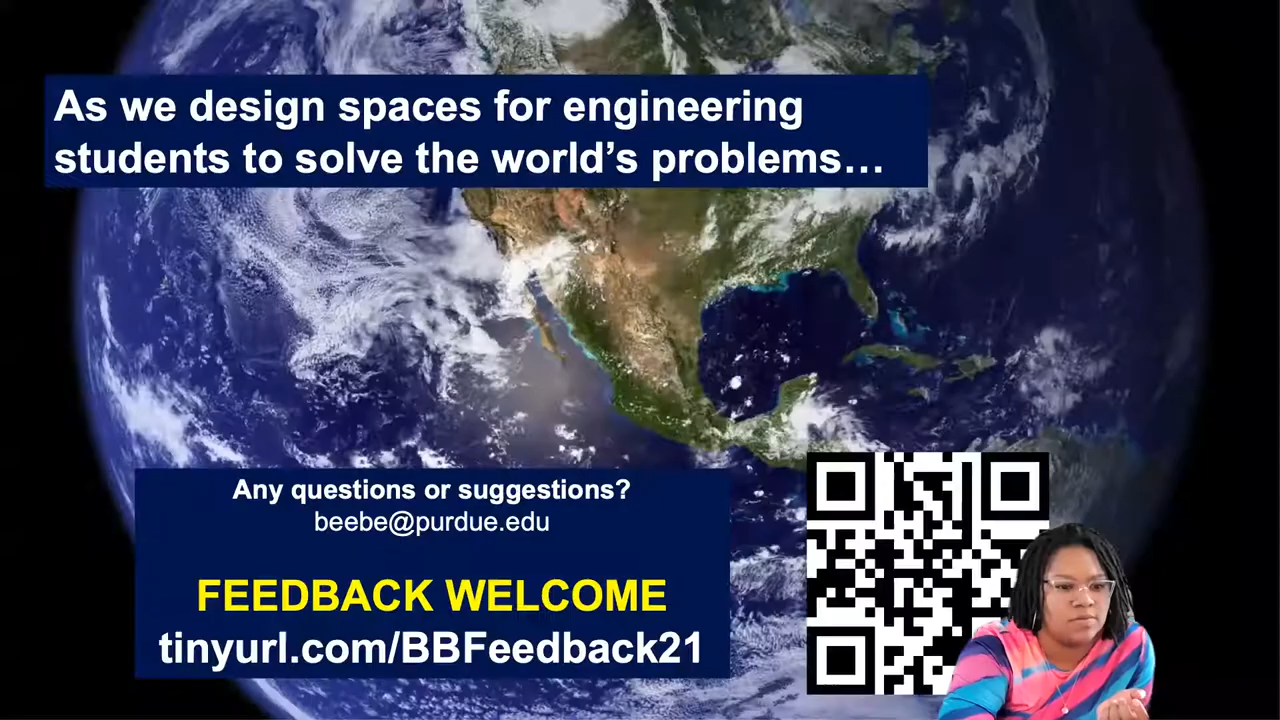 As we design spaces for engineering
students to solve the world’s problems…
Any questions or suggestions?
beebe@purdue.edu
FEEDBACK WELCOME
tinyurl.com/BBFeedback21